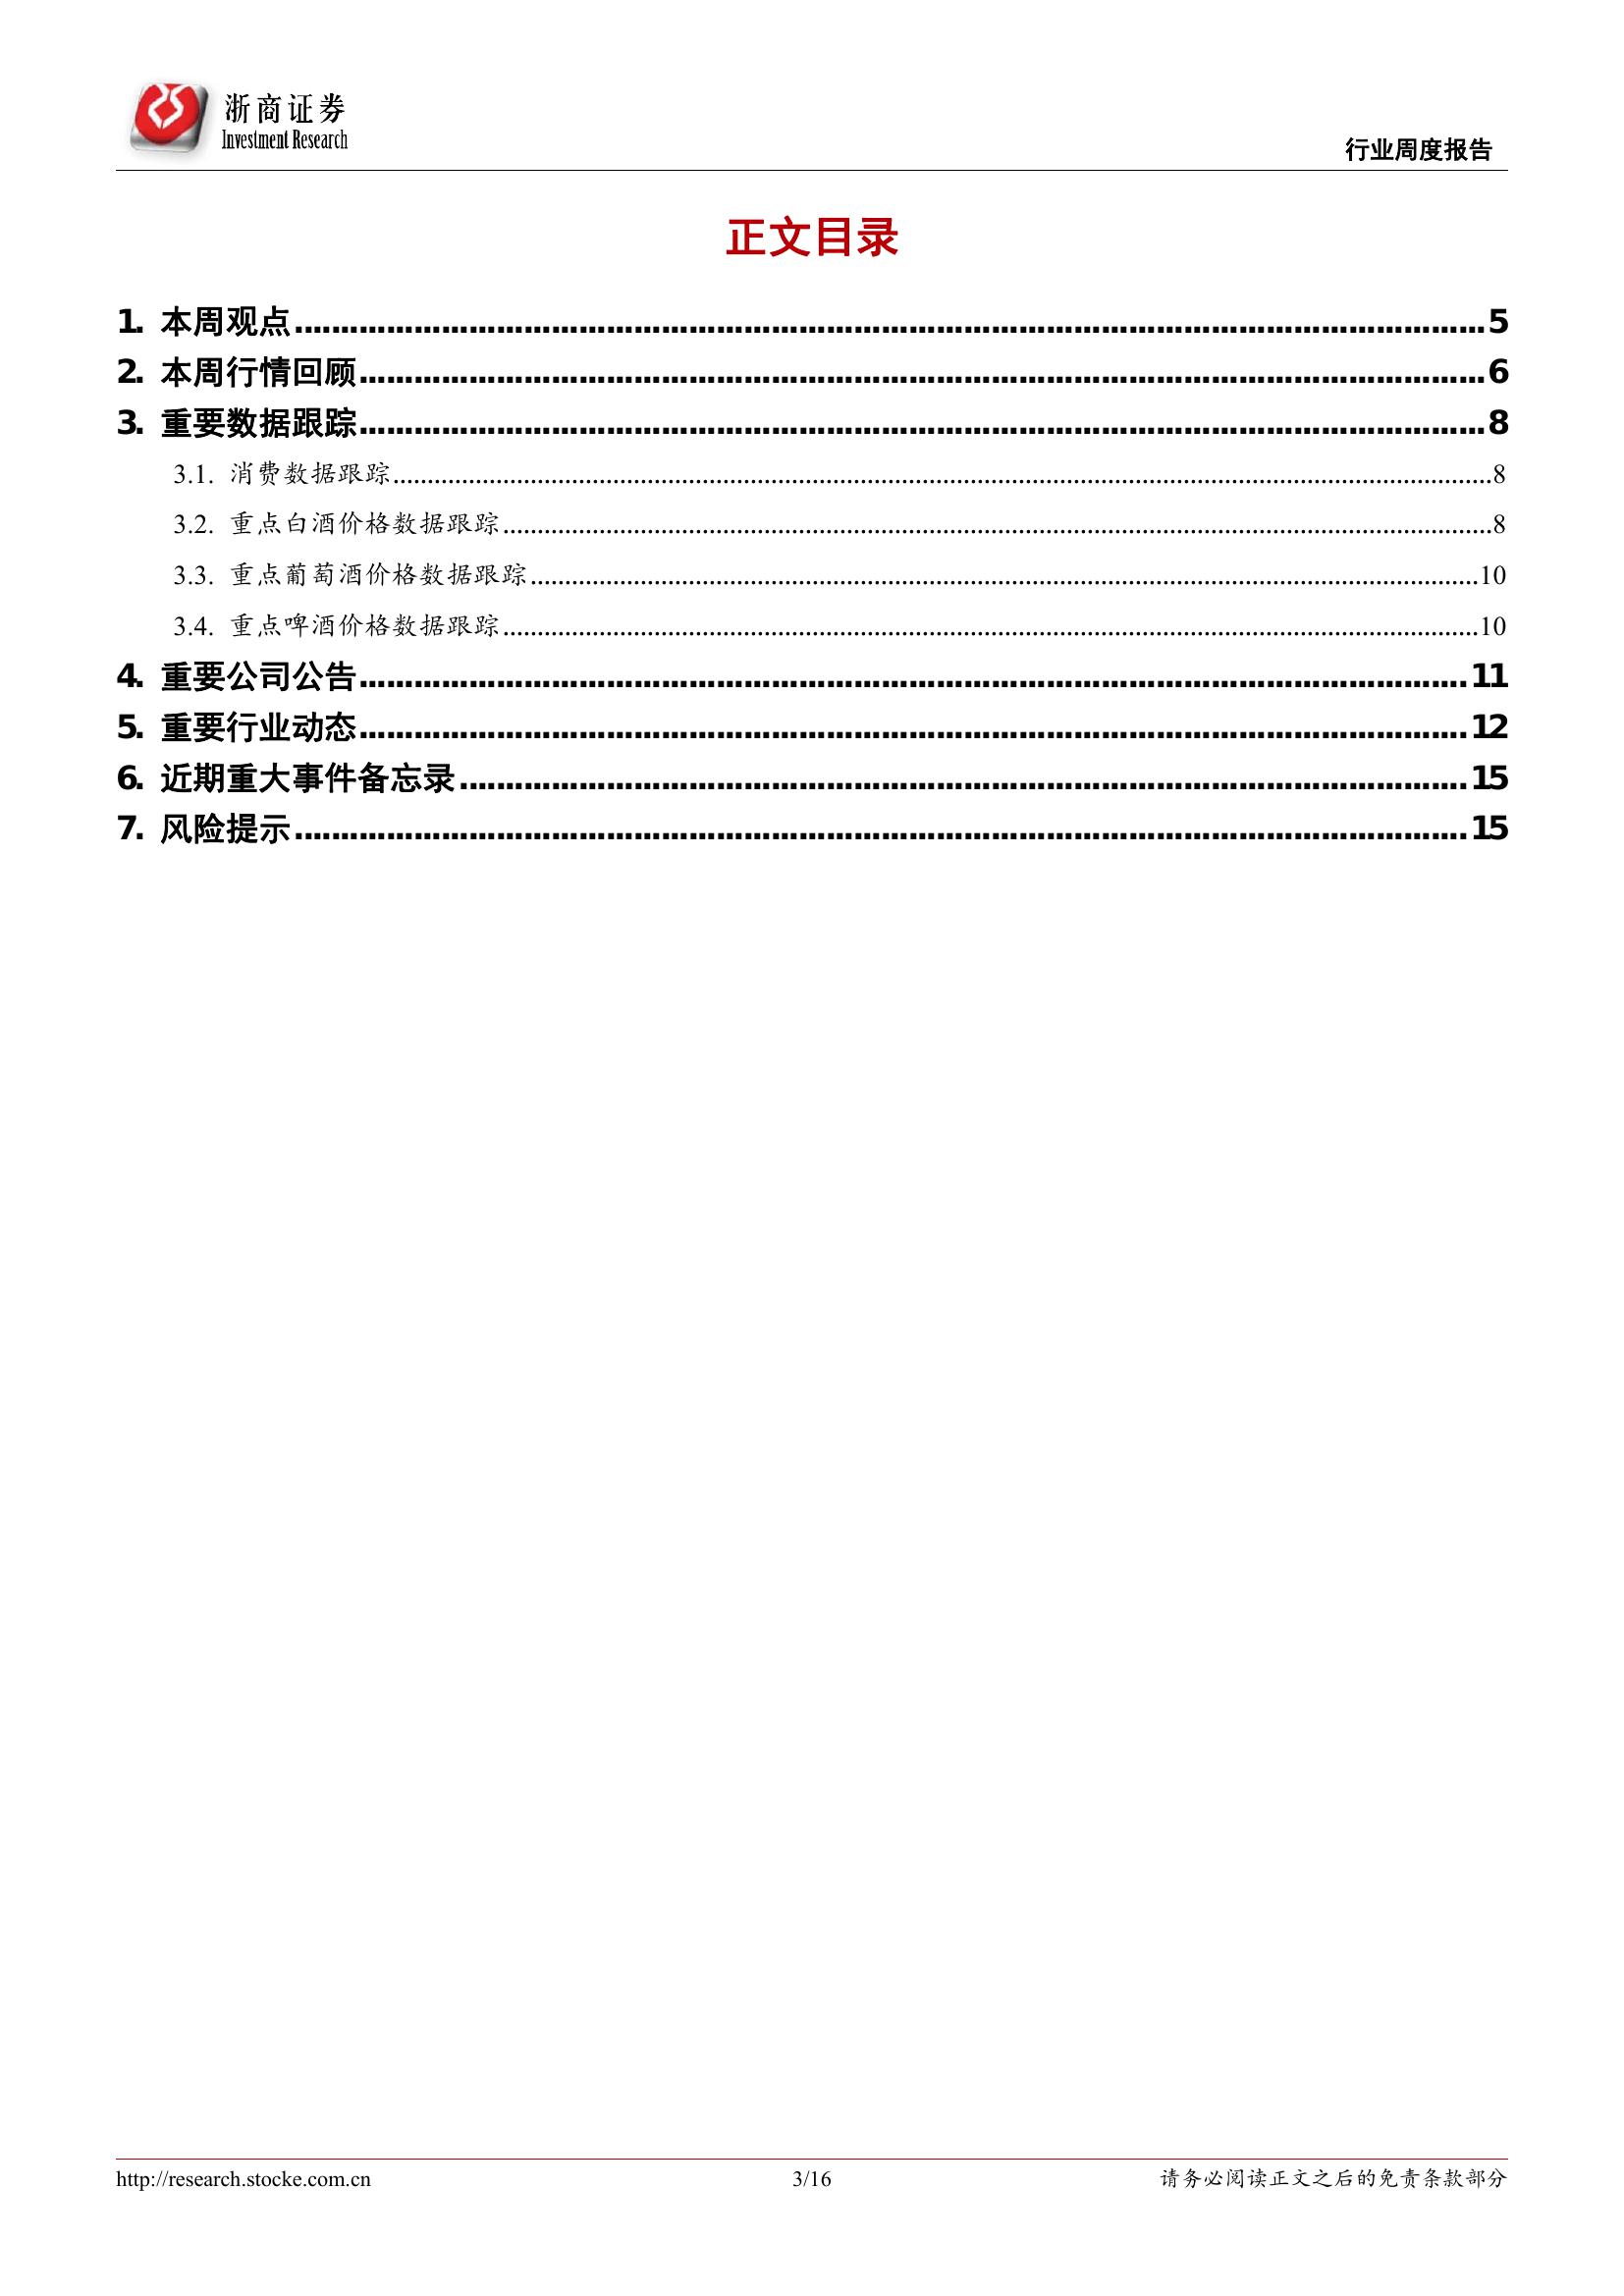 浙商证券
Investment Research
行业周度报告
正文目录
1. 本周观点........................5
2. 本周行情回顾........................6
3. 重要数据跟踪........................8
3.1. 消费数据跟踪........................8
3.2. 重点白酒价格数据跟踪........................8
3.3. 重点葡萄酒价格数据跟踪........................10
3.4. 重点啤酒价格数据跟踪........................10
4. 重要公司公告........................11
5. 重要行业动态........................12
6. 近期重大事件备忘录........................15
7. 风险提示........................15
http://research.stocke.com.cn 3/16 请务必阅读正文之后的免责条款部分